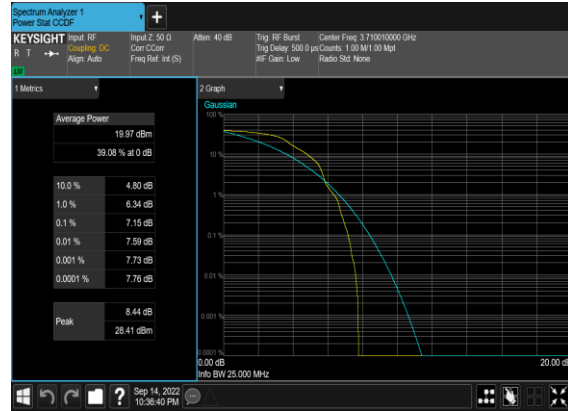 Spectrum Analyzer 1
Power Stat CCDF
KEYSIGHT
R T
Input: RF
Coupling: DC
Align: Auto
Input Z: 50 Ω
Corr CCorr
Freq Ref: Int (S)
Atten: 40 dB
Trig: RF Burst
Trig Delay: 500.0 µs
#IF Gain: Low
Center Freq: 3.710010000 GHz
Counts: 1.00 M/1.00 Mpt
Radio Std: None
1 Metrics
Average Power
19.97 dBm
39.08 % at 0 dB
10.0 % 4.80 dB
1.0 % 6.34 dB
0.1 % 7.15 dB
0.01 % 7.59 dB
0.001 % 7.73 dB
0.0001 % 7.76 dB
Peak
8.44 dB
28.41 dBm
2 Graph
Gaussian
100 %
10 %
1 %
0.1 %
0.01 %
0.001 %
0.0001 %
0.00 dB
20.00 dB
Info BW 25.000 MHz
?
Sep 14, 2022
10:36:40 PM